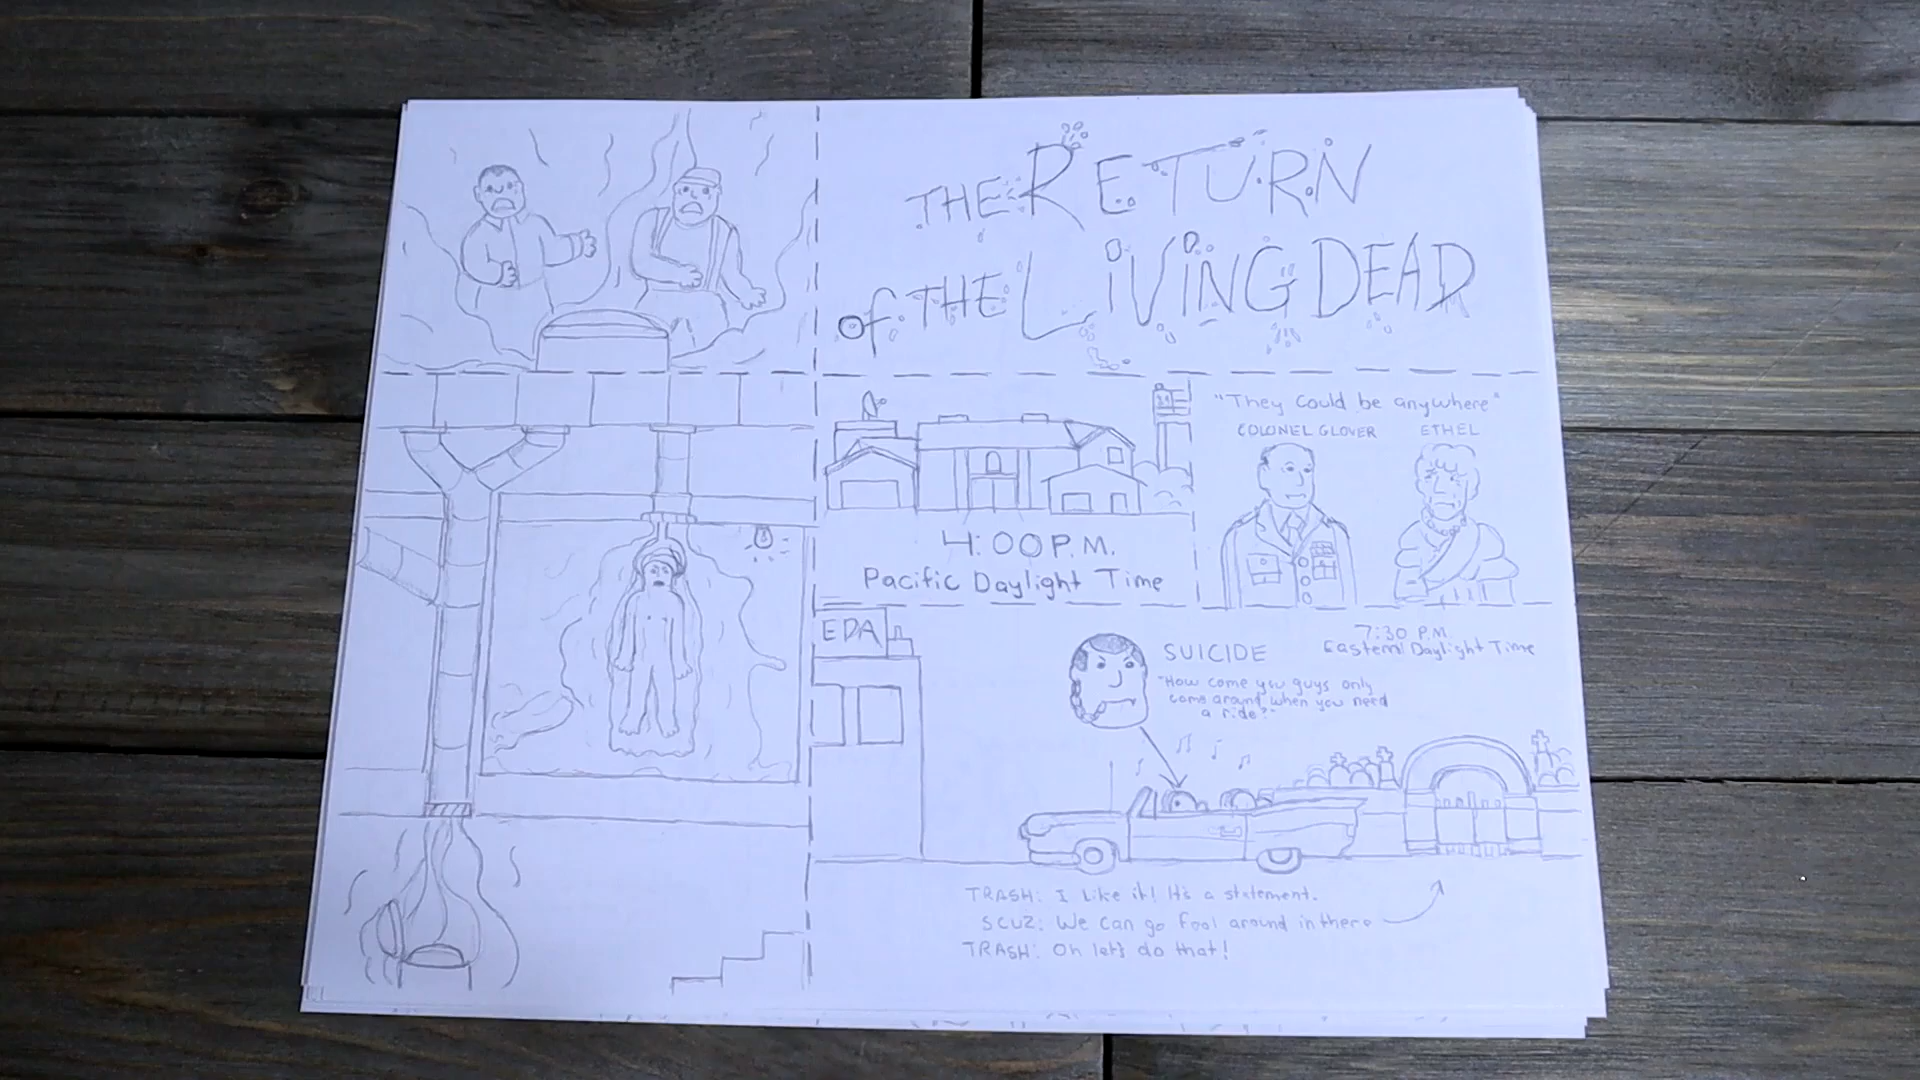 THE RETURN
of THE LiViNG DEAD
4:00 P.M.
Pacific Daylight Time
"They could be anywhere"
COLONEL GLOVER
ETHEL
EDA
SUICIDE
"How come you guys only
come around when you need
a ride?"
7:30 P.M.
Eastern Daylight Time
TRASH: I Like it! It's a statement.
SCUZ: We can go fool around in there
TRASH: Oh let's do that!